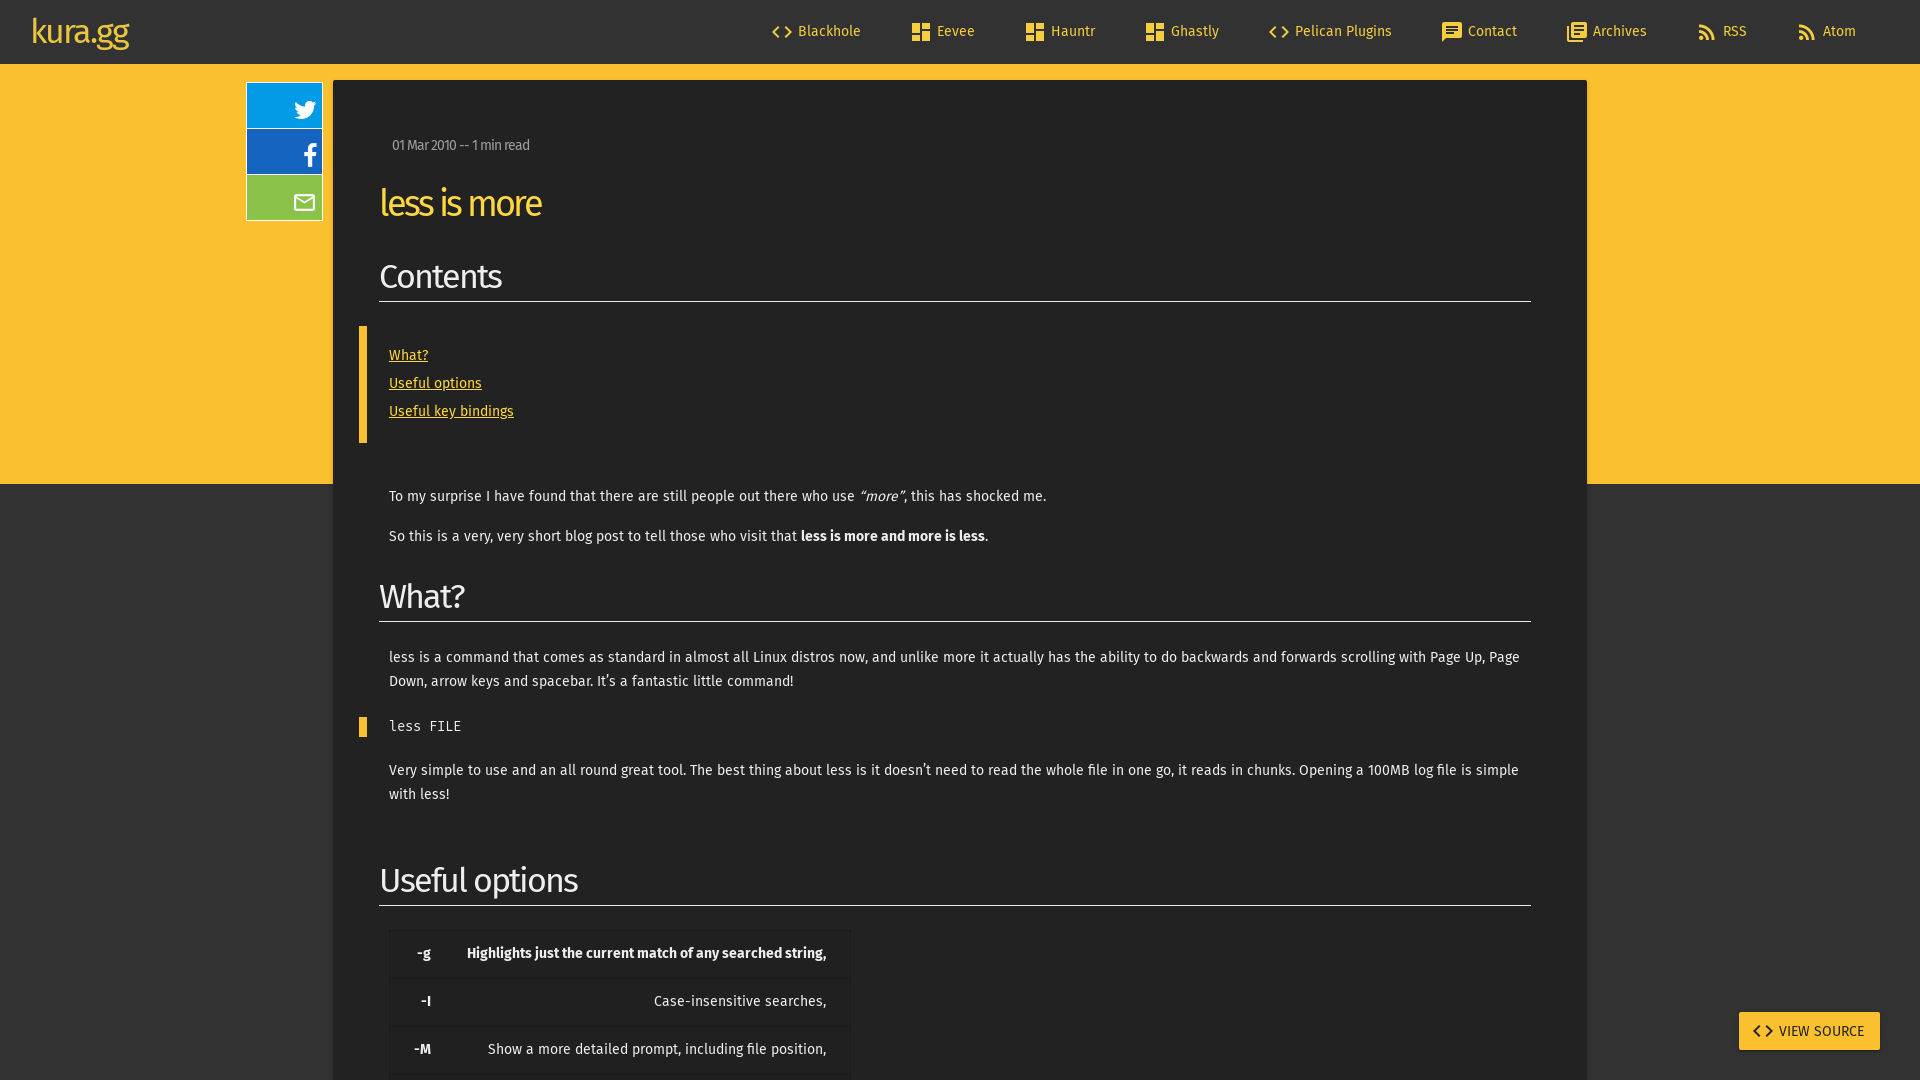 kura.gg
Blackhole
Eevee
Hauntr
Ghastly
Pelican Plugins
Contact
Archives
RSS
Atom
01 Mar 2010 -- 1 min read
less is more
Contents
What?
Useful options
Useful key bindings
To my surprise I have found that there are still people out there who use “more”, this has shocked me.
So this is a very, very short blog post to tell those who visit that less is more and more is less.
What?
less is a command that comes as standard in almost all Linux distros now, and unlike more it actually has the ability to do backwards and forwards scrolling with Page Up, Page
Down, arrow keys and spacebar. It’s a fantastic little command!
less FILE
Very simple to use and an all round great tool. The best thing about less is it doesn’t need to read the whole file in one go, it reads in chunks. Opening a 100MB log file is simple
with less!
Useful options
-g Highlights just the current match of any searched string,
-I Case-insensitive searches,
-M Show a more detailed prompt, including file position,
VIEW SOURCE